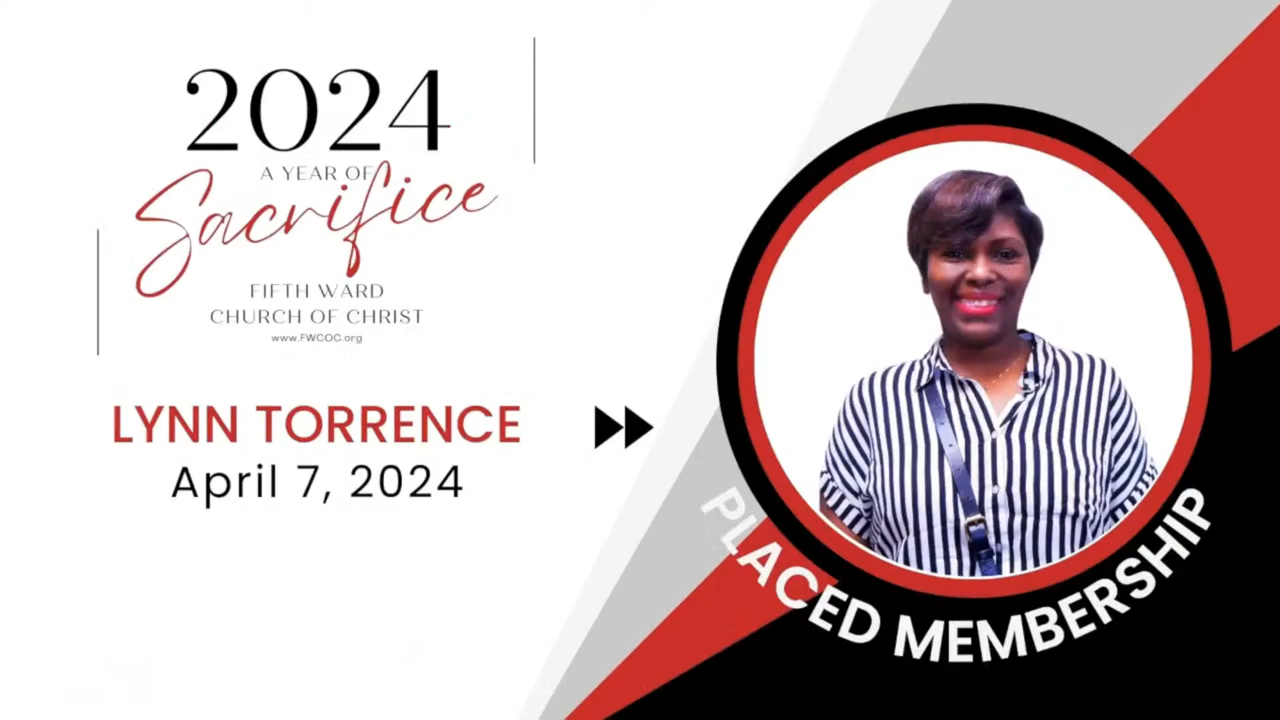 2024
A YEAR OF
Sacrifice
FIFTH WARD
CHURCH OF CHRIST
www.FWCOC.org
LYNN TORRENCE
April 7, 2024
PLACED MEMBERSHIP